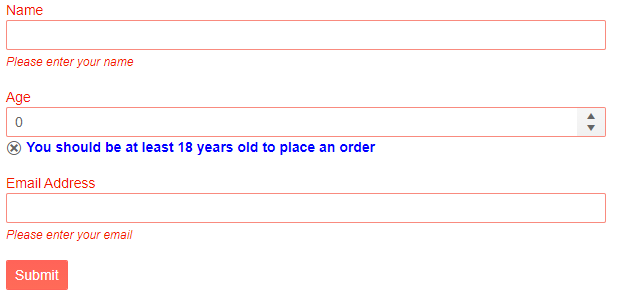 Name
Please enter your name
Age
0
You should be at least 18 years old to place an order
Email Address
Please enter your email
Submit